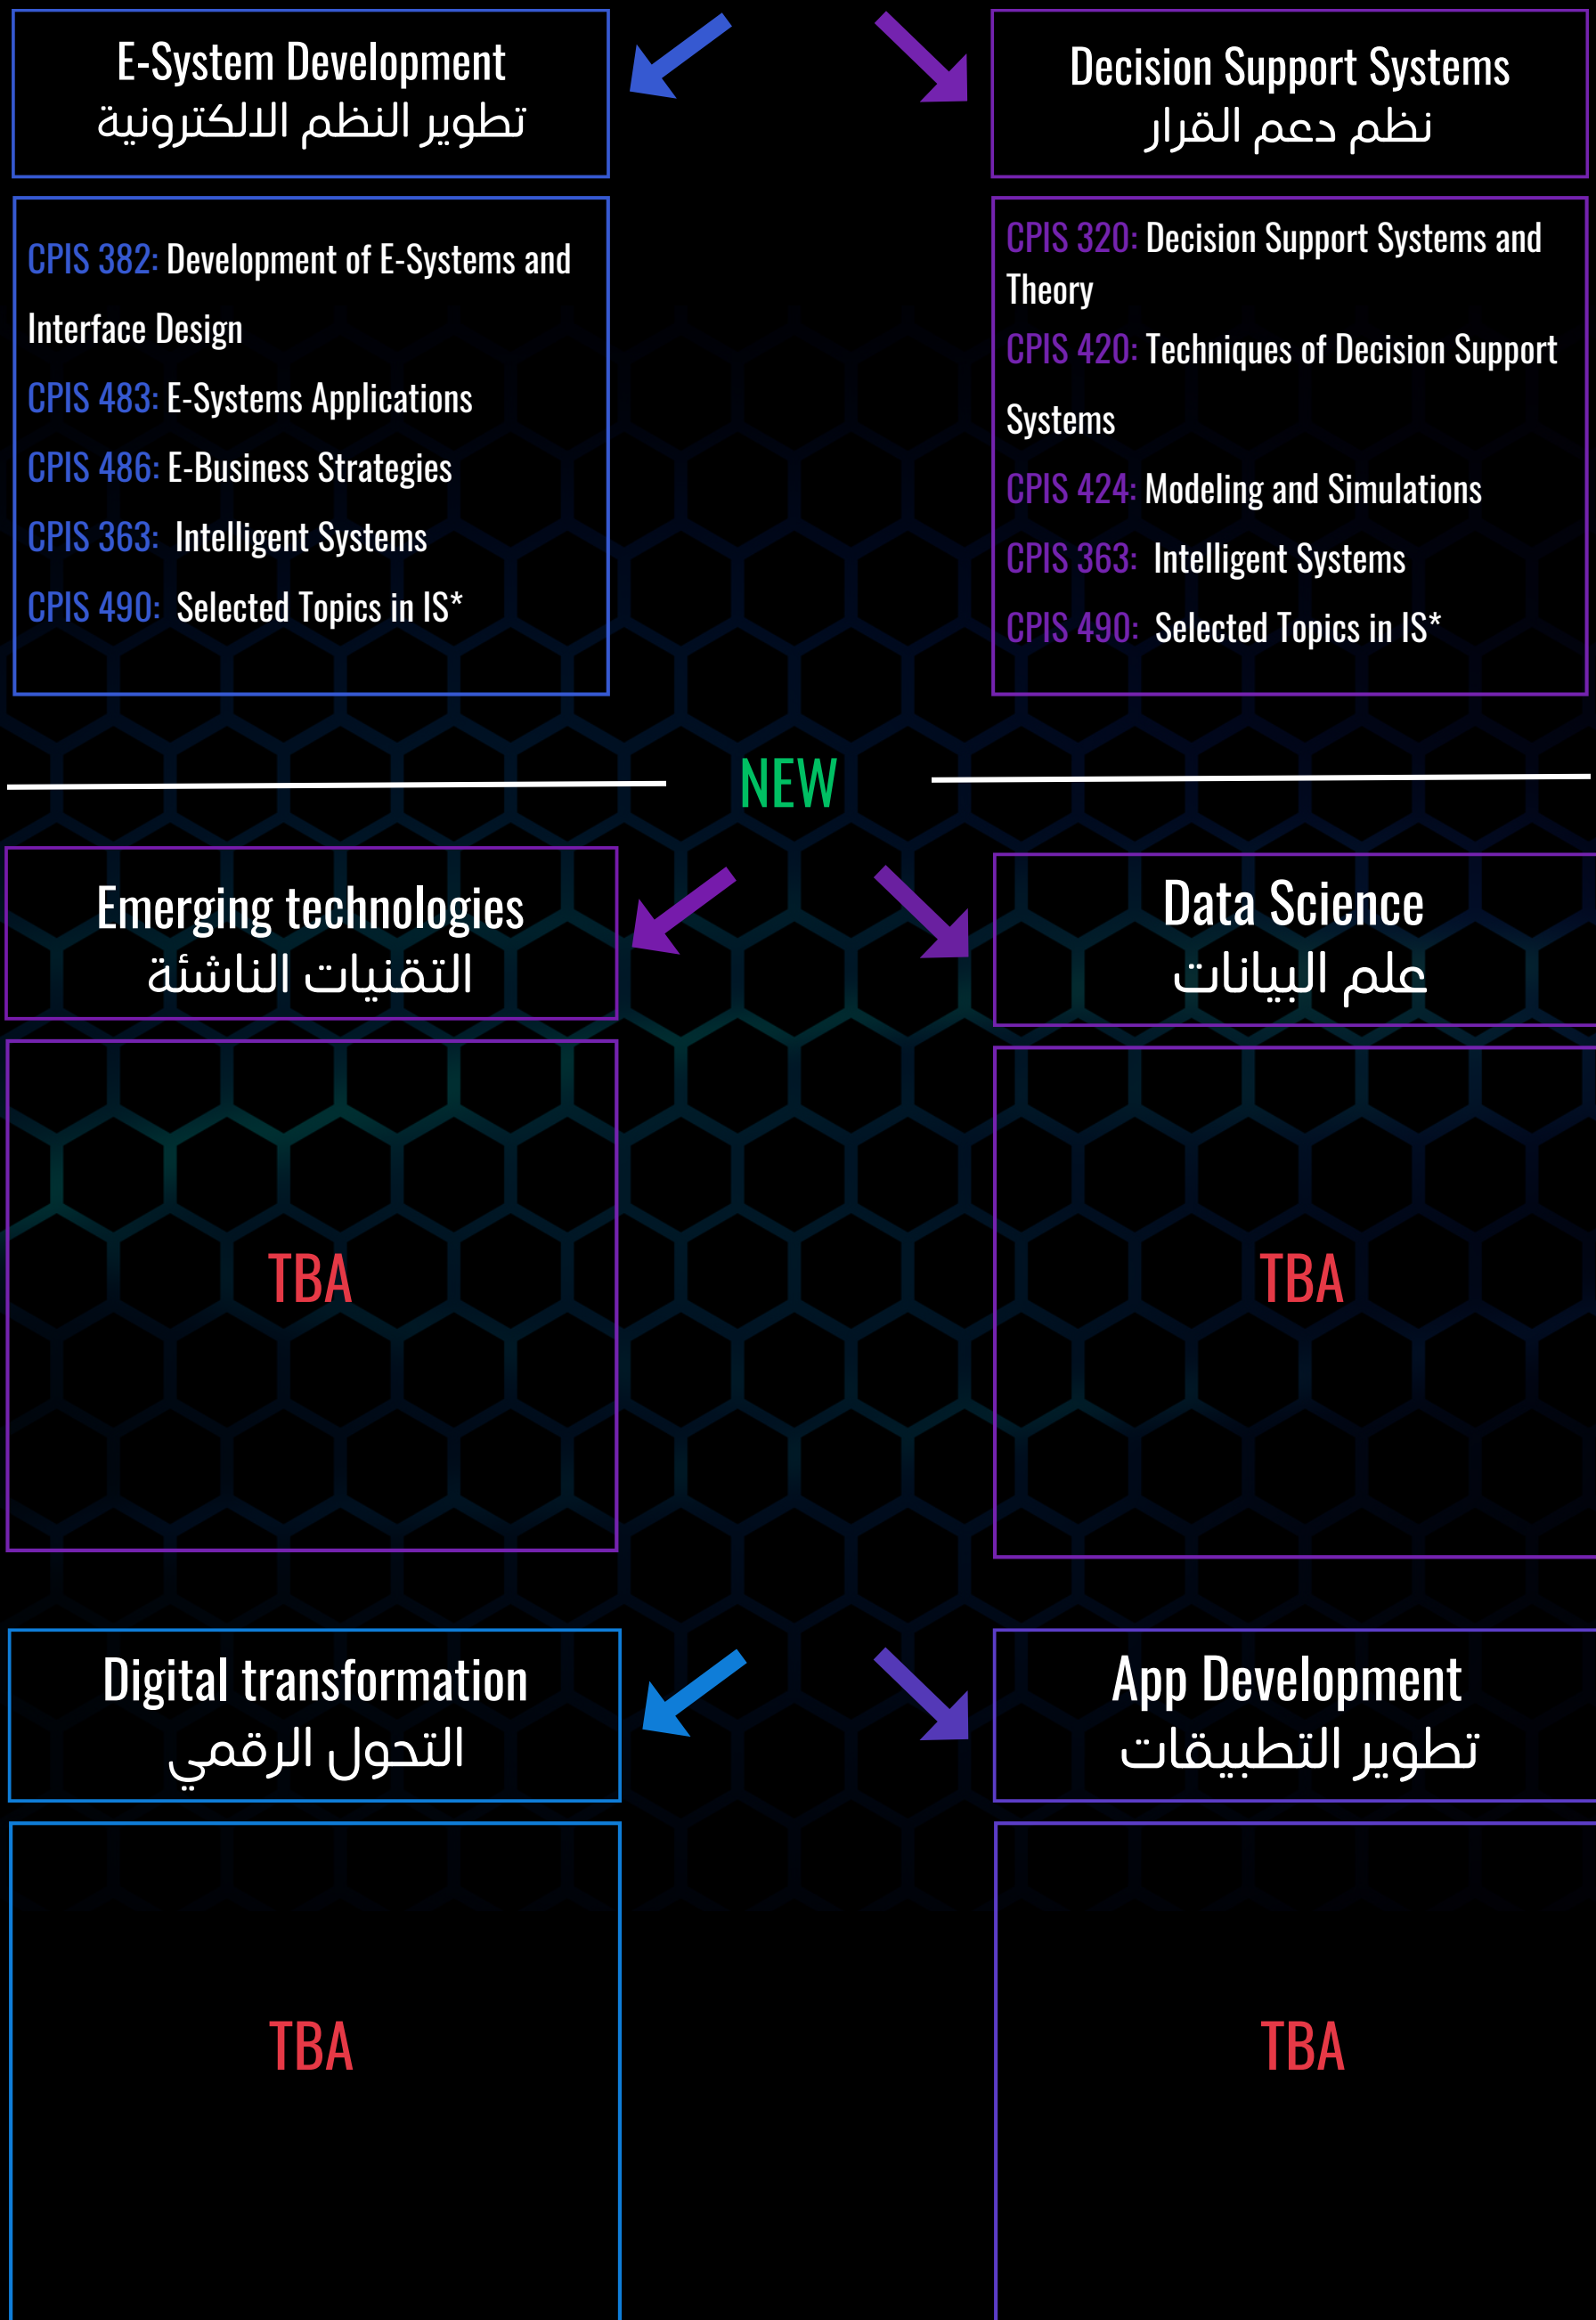 E-System Development
تطوير النظم الالكترونية
CPIS 382: Development of E-Systems and
Interface Design
CPIS 483: E-Systems Applications
CPIS 486: E-Business Strategies
CPIS 363: Intelligent Systems
CPIS 490: Selected Topics in IS*
Decision Support Systems
نظم دعم القرار
CPIS 320: Decision Support Systems and
Theory
CPIS 420: Techniques of Decision Support
Systems
CPIS 424: Modeling and Simulations
CPIS 363: Intelligent Systems
CPIS 490: Selected Topics in IS*
NEW
Emerging technologies
التقنيات الناشئة
TBA
Data Science
علم البيانات
TBA
Digital transformation
التحول الرقمي
TBA
App Development
تطوير التطبيقات
TBA